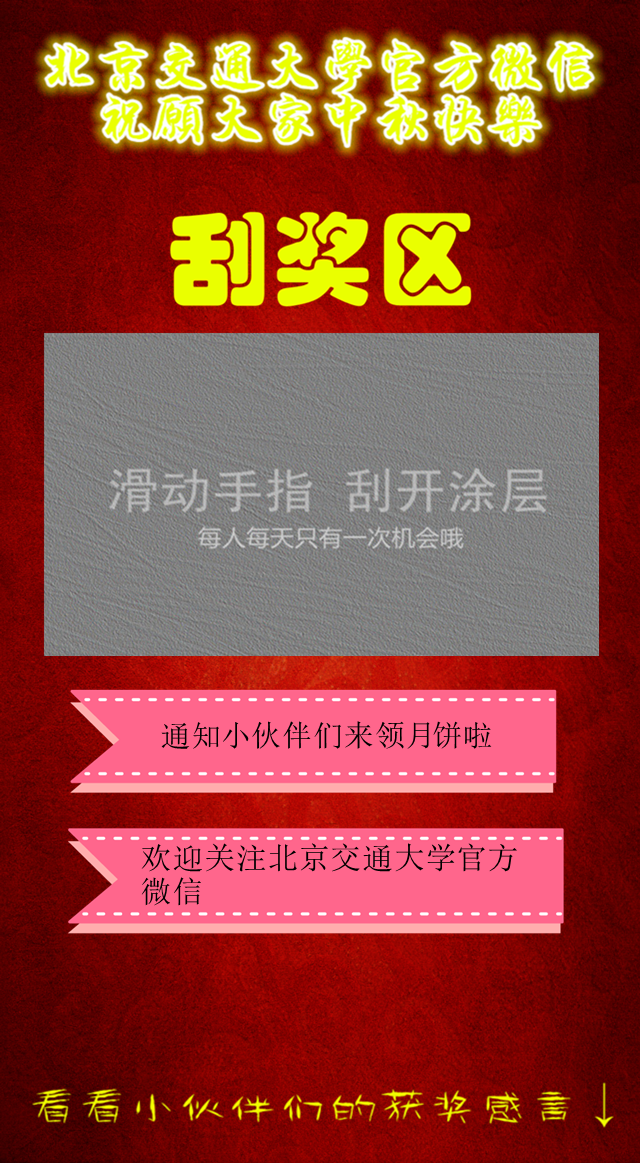 北京交通大學官方微信
祝願大家中秋快樂
刮奖区
滑动手指 刮开涂层
每人每天只有一次机会哦
通知小伙伴们来领月饼啦
欢迎关注北京交通大学官方
微信
看看小伙伴们的获奖感言↓